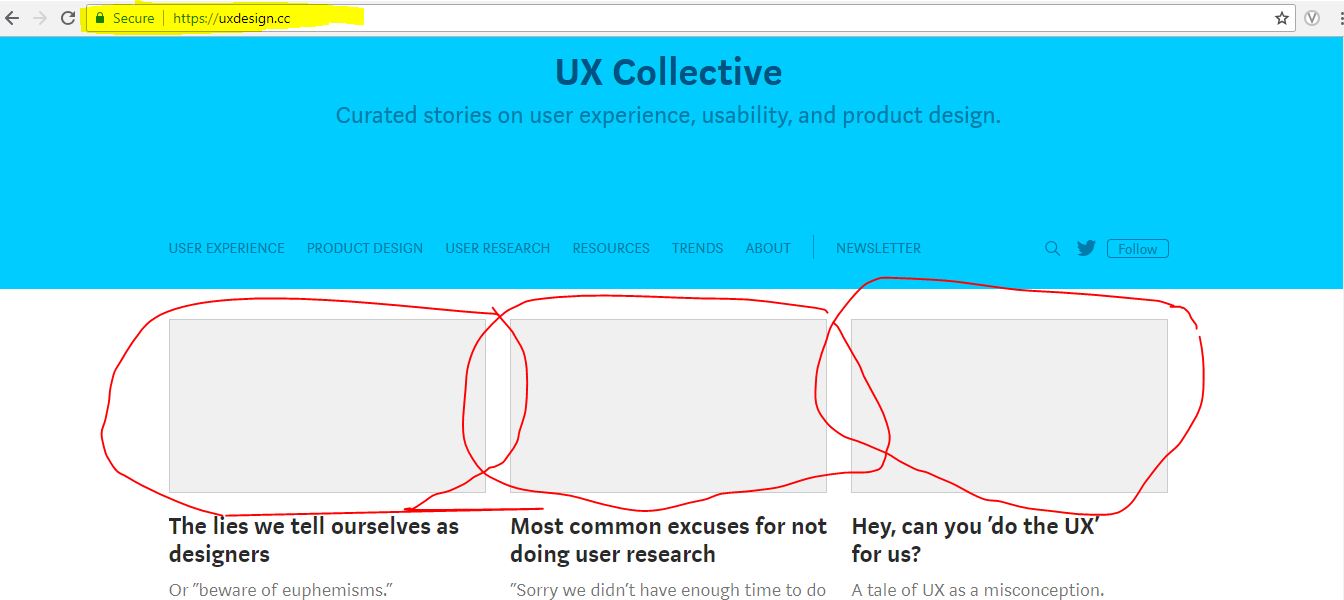 Secure | https://uxdesign.cc
UX Collective
Curated stories on user experience, usability, and product design.
USER EXPERIENCE PRODUCT DESIGN USER RESEARCH RESOURCES TRENDS ABOUT NEWSLETTER Follow
The lies we tell ourselves as
designers
Or "beware of euphemisms."
Most common excuses for not
doing user research
"Sorry we didn't have enough time to do
Hey, can you 'do the UX'
for us?
A tale of UX as a misconception.